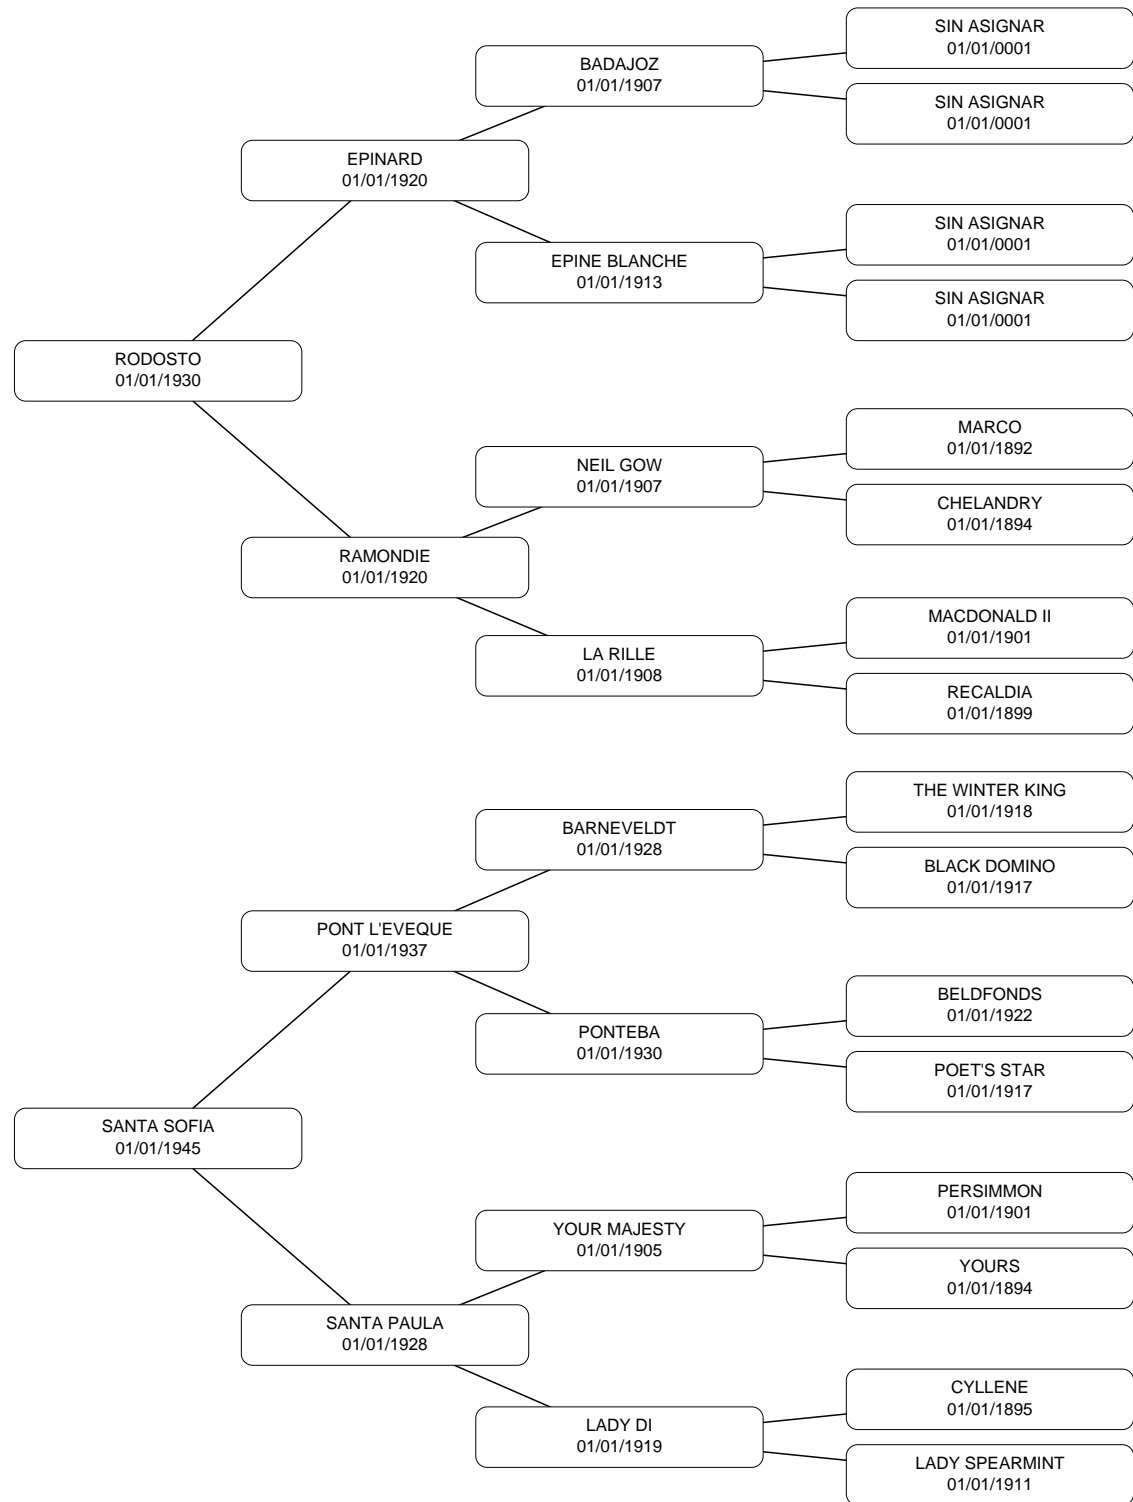 SIN ASIGNAR
01/01/0001
BADAJOZ
01/01/1907
SIN ASIGNAR
01/01/0001
EPINARD
01/01/1920
SIN ASIGNAR
01/01/0001
EPINE BLANCHE
01/01/1913
SIN ASIGNAR
01/01/0001
RODOSTO
01/01/1930
MARCO
01/01/1892
NEIL GOW
01/01/1907
CHELANDRY
01/01/1894
RAMONDIE
01/01/1920
MACDONALD II
01/01/1901
LA RILLE
01/01/1908
RECALDIA
01/01/1899
THE WINTER KING
01/01/1918
BARNEVELDT
01/01/1928
BLACK DOMINO
01/01/1917
PONT L'EVEQUE
01/01/1937
BELDFONDS
01/01/1922
PONTEBA
01/01/1930
POET'S STAR
01/01/1917
SANTA SOFIA
01/01/1945
PERSIMMON
01/01/1901
YOUR MAJESTY
01/01/1905
YOURS
01/01/1894
SANTA PAULA
01/01/1928
CYLLENE
01/01/1895
LADY DI
01/01/1919
LADY SPEARMINT
01/01/1911